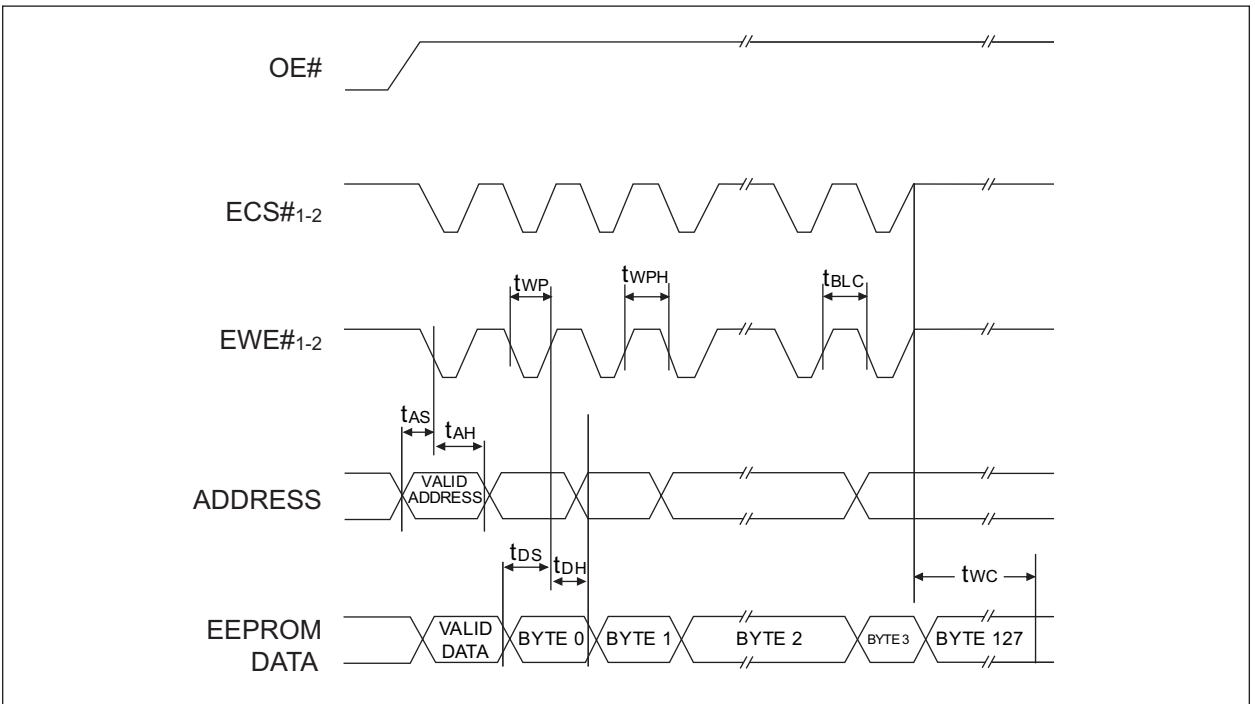 OE#
ECS#1-2
tWP
tWPH
tBLC
EWE#1-2
tAS
tAH
ADDRESS
VALID
ADDRESS
tDS
tDH
tWC
EEPROM
DATA
VALID
DATA
BYTE 0
BYTE 1
BYTE 2
BYTE 3
BYTE 127